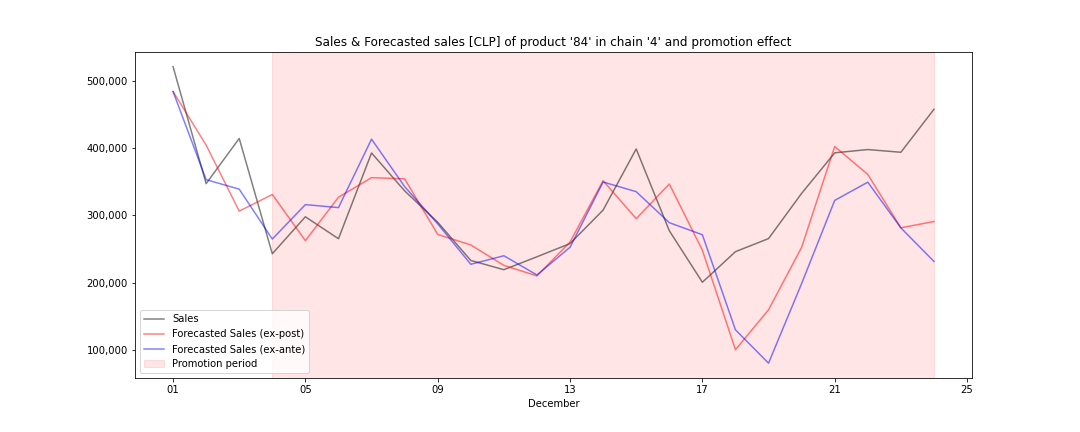 Sales & Forecasted sales [CLP] of product '84' in chain '4' and promotion effect
500,000
400,000
300,000
200,000
100,000
Sales
Forecasted Sales (ex-post)
Forecasted Sales (ex-ante)
Promotion period
01
05
09
13
17
21
25
December